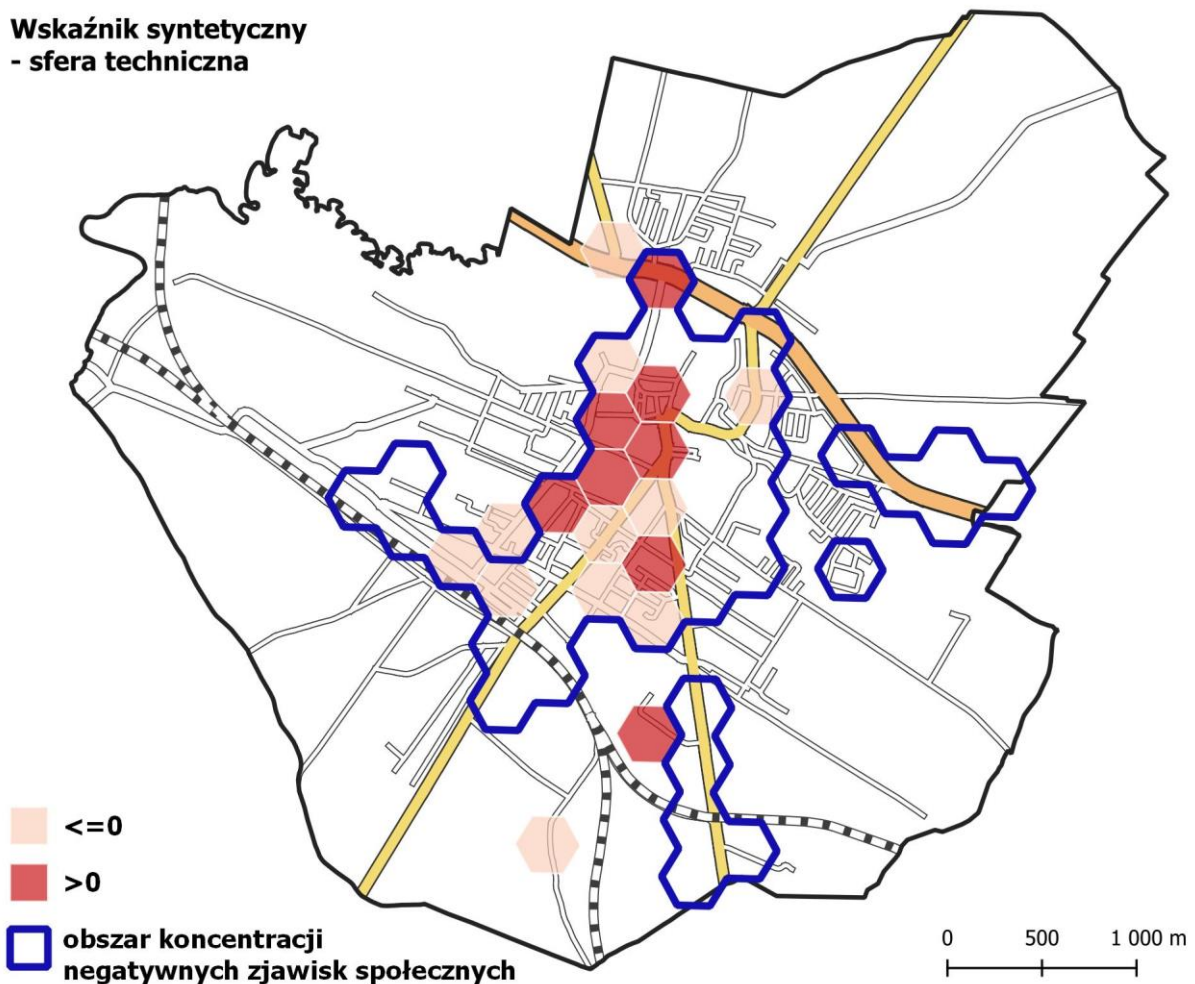 Wskaźnik syntetyczny
- sfera techniczna
<=0
>0
obszar koncentracji
negatywnych zjawisk społecznych
0 500 1 000 m